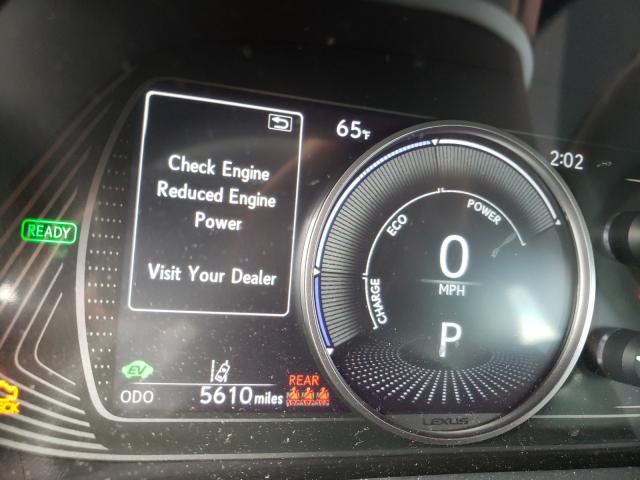 Check Engine
Reduced Engine
Power
Visit Your Dealer
65°F
2:02
READY
CHARGE
ECO
POWER
0
MPH
P
EV
ODO 5610 miles
REAR
CHECK
LEXUS